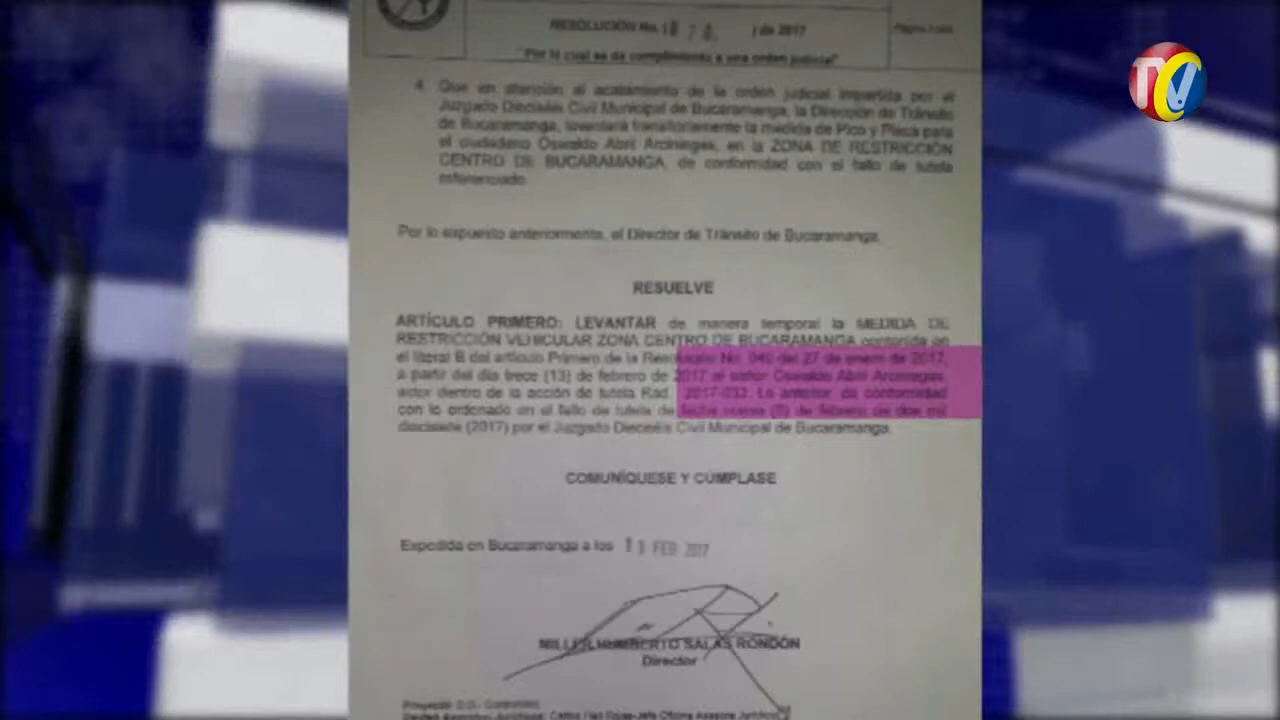 RESOLUCIÓN No. de 2017
Página
"Por lo cual se da cumplimiento a una orden judicial"
TVC!
4. Que en atención al acatamiento de la orden judicial impartida por el
Juzgado Dieciséis Civil Municipal de Bucaramanga, la Dirección de Tránsito
de Bucaramanga, levantará transitoriamente la medida de Pico y Placa para
el ciudadano Oswaldo Abril Arciniegas, en la ZONA DE RESTRICCIÓN
CENTRO DE BUCARAMANGA, de conformidad con el fallo de tutela
referenciado.
Por lo expuesto anteriormente, el Director de Tránsito de Bucaramanga,
RESUELVE
ARTÍCULO PRIMERO: LEVANTAR de manera temporal la MEDIDA DE
RESTRICCIÓN VEHICULAR ZONA CENTRO DE BUCARAMANGA contenida en
el literal B del artículo Primero de la Resolución No. 040 del 27 de enero de 2017,
a partir del día trece (13) de febrero de 2017 al señor Oswaldo Abril Arciniegas,
actor dentro de la acción de tutela Rad. 2017-032. Lo anterior de conformidad
con lo ordenado en el fallo de tutela de fecha nueve (9) de febrero de dos mil
diecisiete (2017) por el Juzgado Dieciséis Civil Municipal de Bucaramanga.
COMUNÍQUESE Y CÚMPLASE
Expedida en Bucaramanga a los FEB 2017
MILLER HUMBERTO SALAS RONDÓN
Director
Proyectó:
Oficina Asesora Jurídica